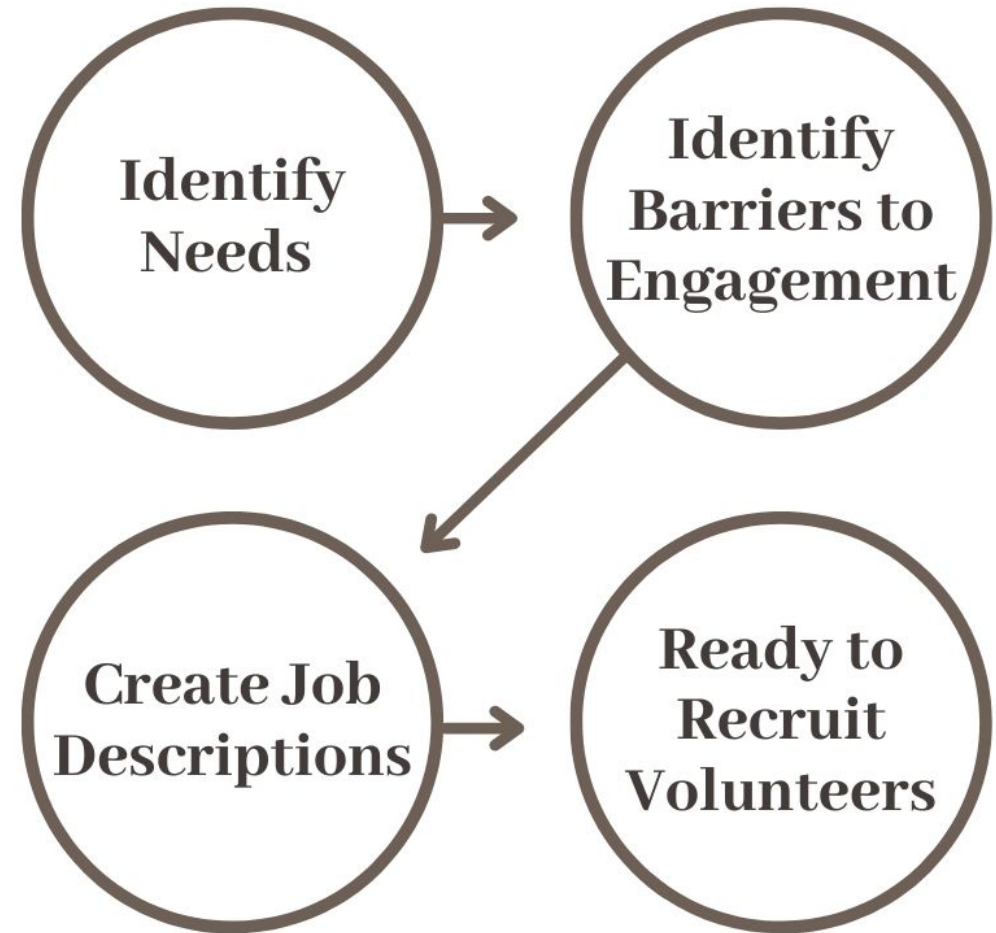 Identify
Needs
Identify
Barriers to
Engagement
Create Job
Descriptions
Ready to
Recruit
Volunteers